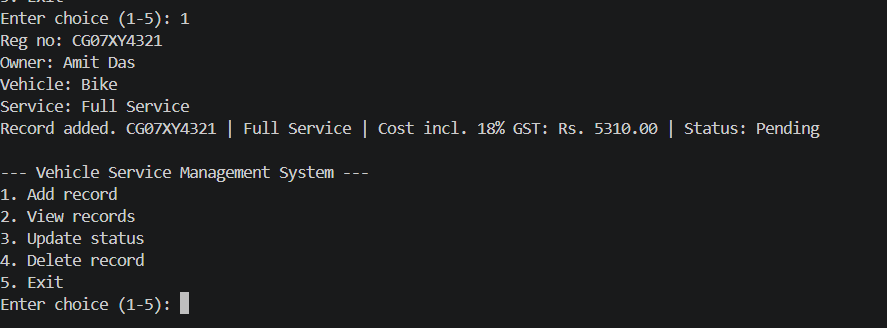 5. Exit
Enter choice (1-5): 1
Reg no: CG07XY4321
Owner: Amit Das
Vehicle: Bike
Service: Full Service
Record added. CG07XY4321 | Full Service | Cost incl. 18% GST: Rs. 5310.00 | Status: Pending

--- Vehicle Service Management System ---
1. Add record
2. View records
3. Update status
4. Delete record
5. Exit
Enter choice (1-5):